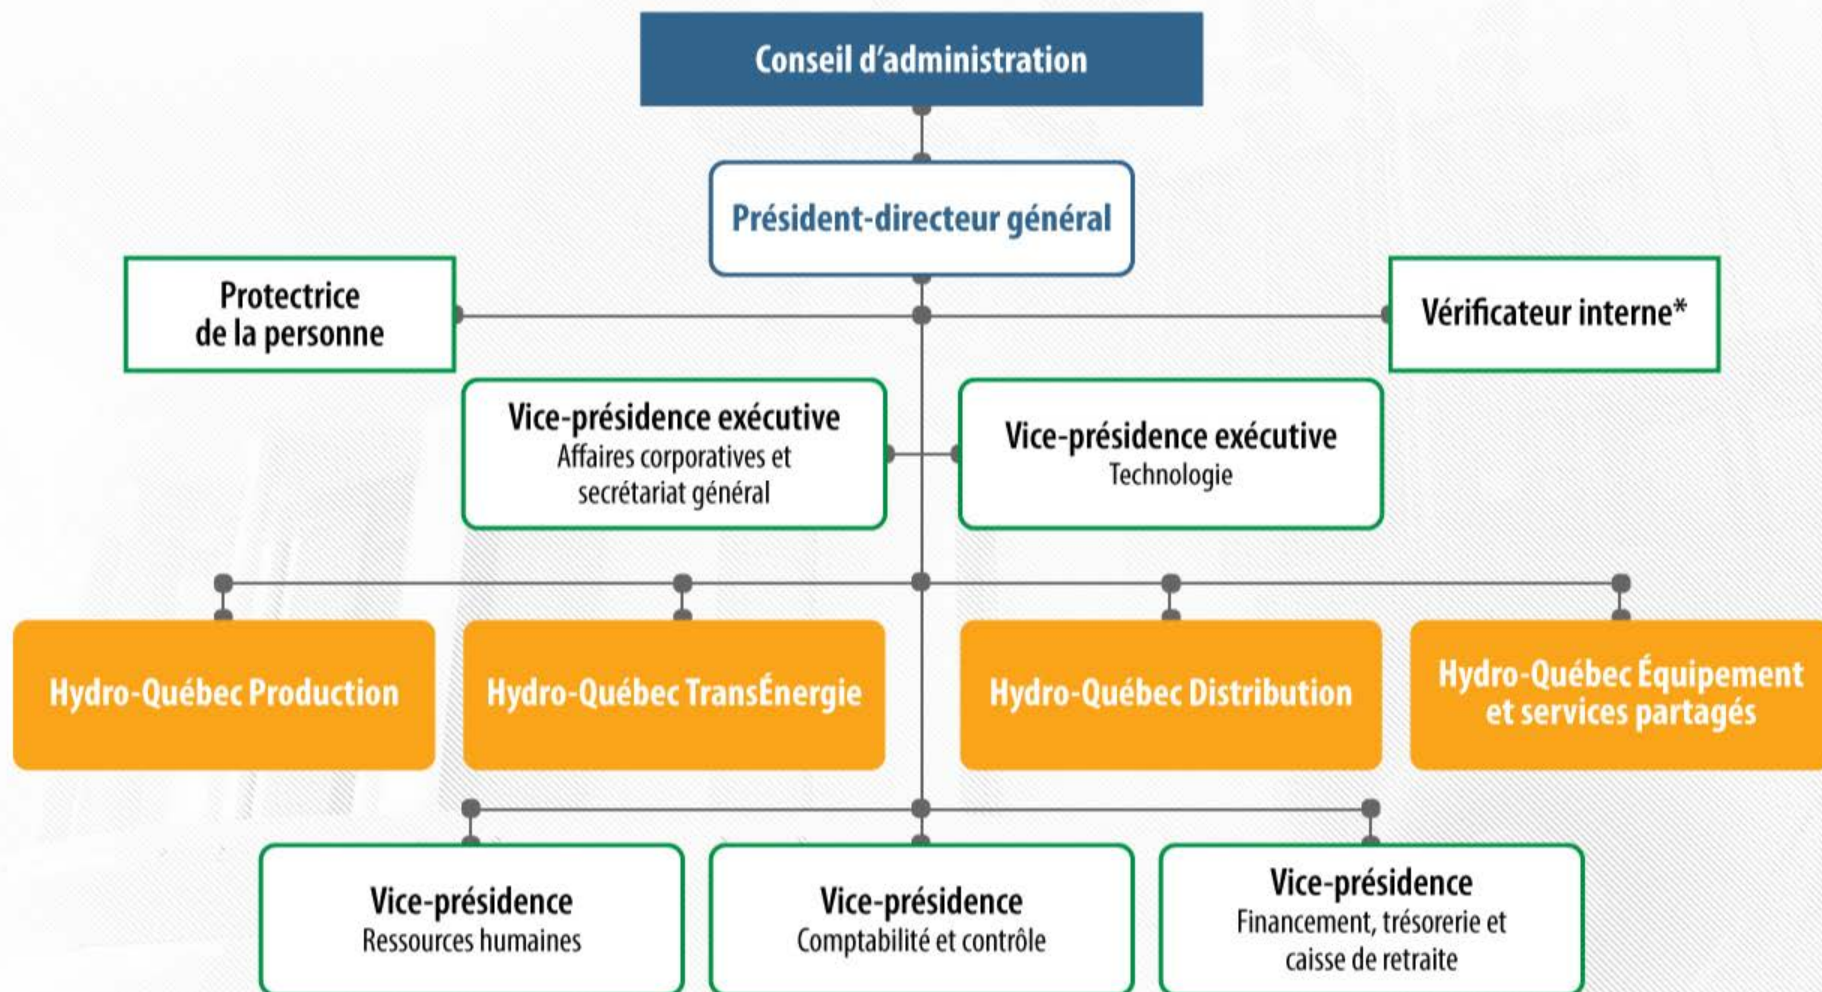 Conseil d'administration
Président-directeur général
Protectrice
de la personne
Vérificateur interne*
Vice-présidence exécutive
Affaires corporatives et
secrétariat général
Vice-présidence exécutive
Technologie
Hydro-Québec Production
Hydro-Québec TransÉnergie
Hydro-Québec Distribution
Hydro-Québec Équipement
et services partagés
Vice-présidence
Ressources humaines
Vice-présidence
Comptabilité et contrôle
Vice-présidence
Financement, trésorerie et
caisse de retraite